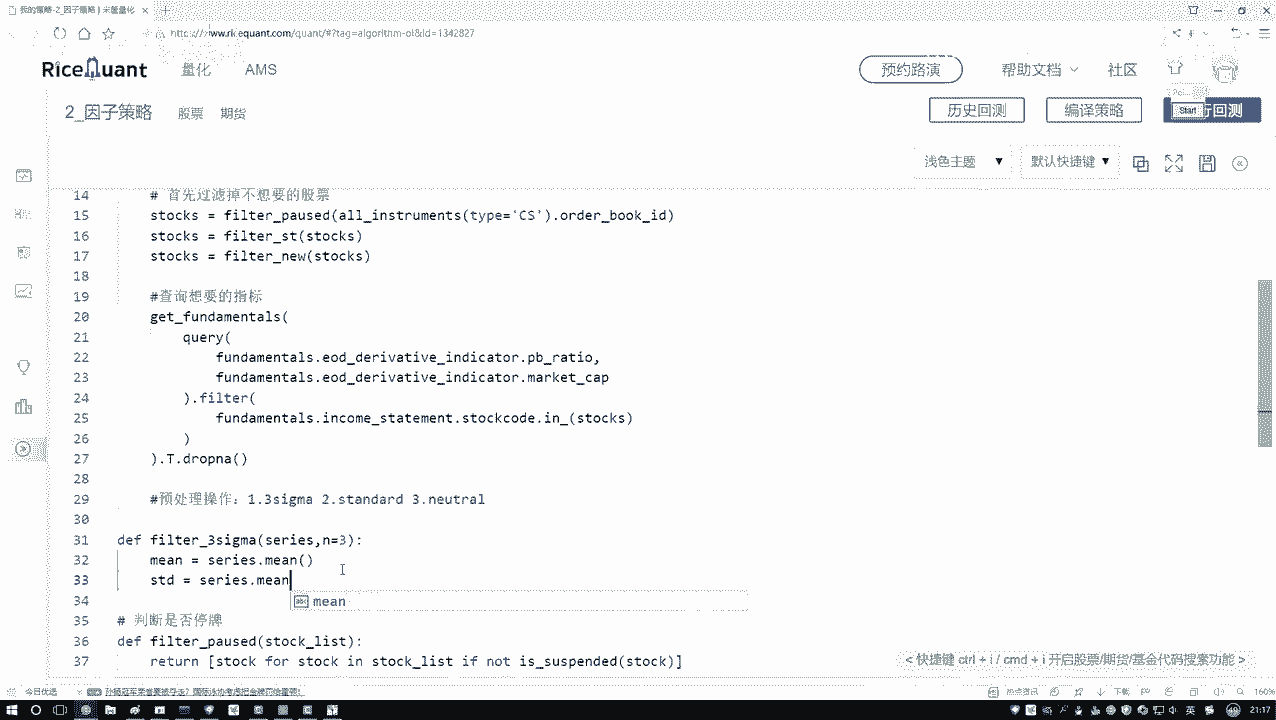 我的策略-2_因子策略 | 米筐量化
www.ricequant.com/quant/#?tag=algorithm-ol&id=1342827
RiceQuant 量化 AMS 预约路演 帮助文档 社区
2_因子策略 股票 期货 历史回测 编译策略 行回测
Start
浅色主题 默认快捷键
14 # 首先过滤掉不想要的股票
15 stocks = filter_paused(all_instruments(type='CS').order_book_id)
16 stocks = filter_st(stocks)
17 stocks = filter_new(stocks)
18
19 #查询想要的指标
20 get_fundamentals(
21 query(
22 fundamentals.eod_derivative_indicator.pb_ratio,
23 fundamentals.eod_derivative_indicator.market_cap
24 ).filter(
25 fundamentals.income_statement.stockcode.in_(stocks)
26 )
27 ).T.dropna()
28
29 #预处理操作：1.3sigma 2.standard 3.neutral
30
31 def filter_3sigma(series,n=3):
32 mean = series.mean()
33 std = series.mean
abc mean
34
35 # 判断是否停牌
36 def filter_paused(stock_list):
37 return [stock for stock in stock_list if not is_suspended(stock)]
< 快捷键 ctrl + i / cmd + i 开启股票/期货/基金代码搜索功能 >
今日优选
热点资讯 下载 160%
英 21:17